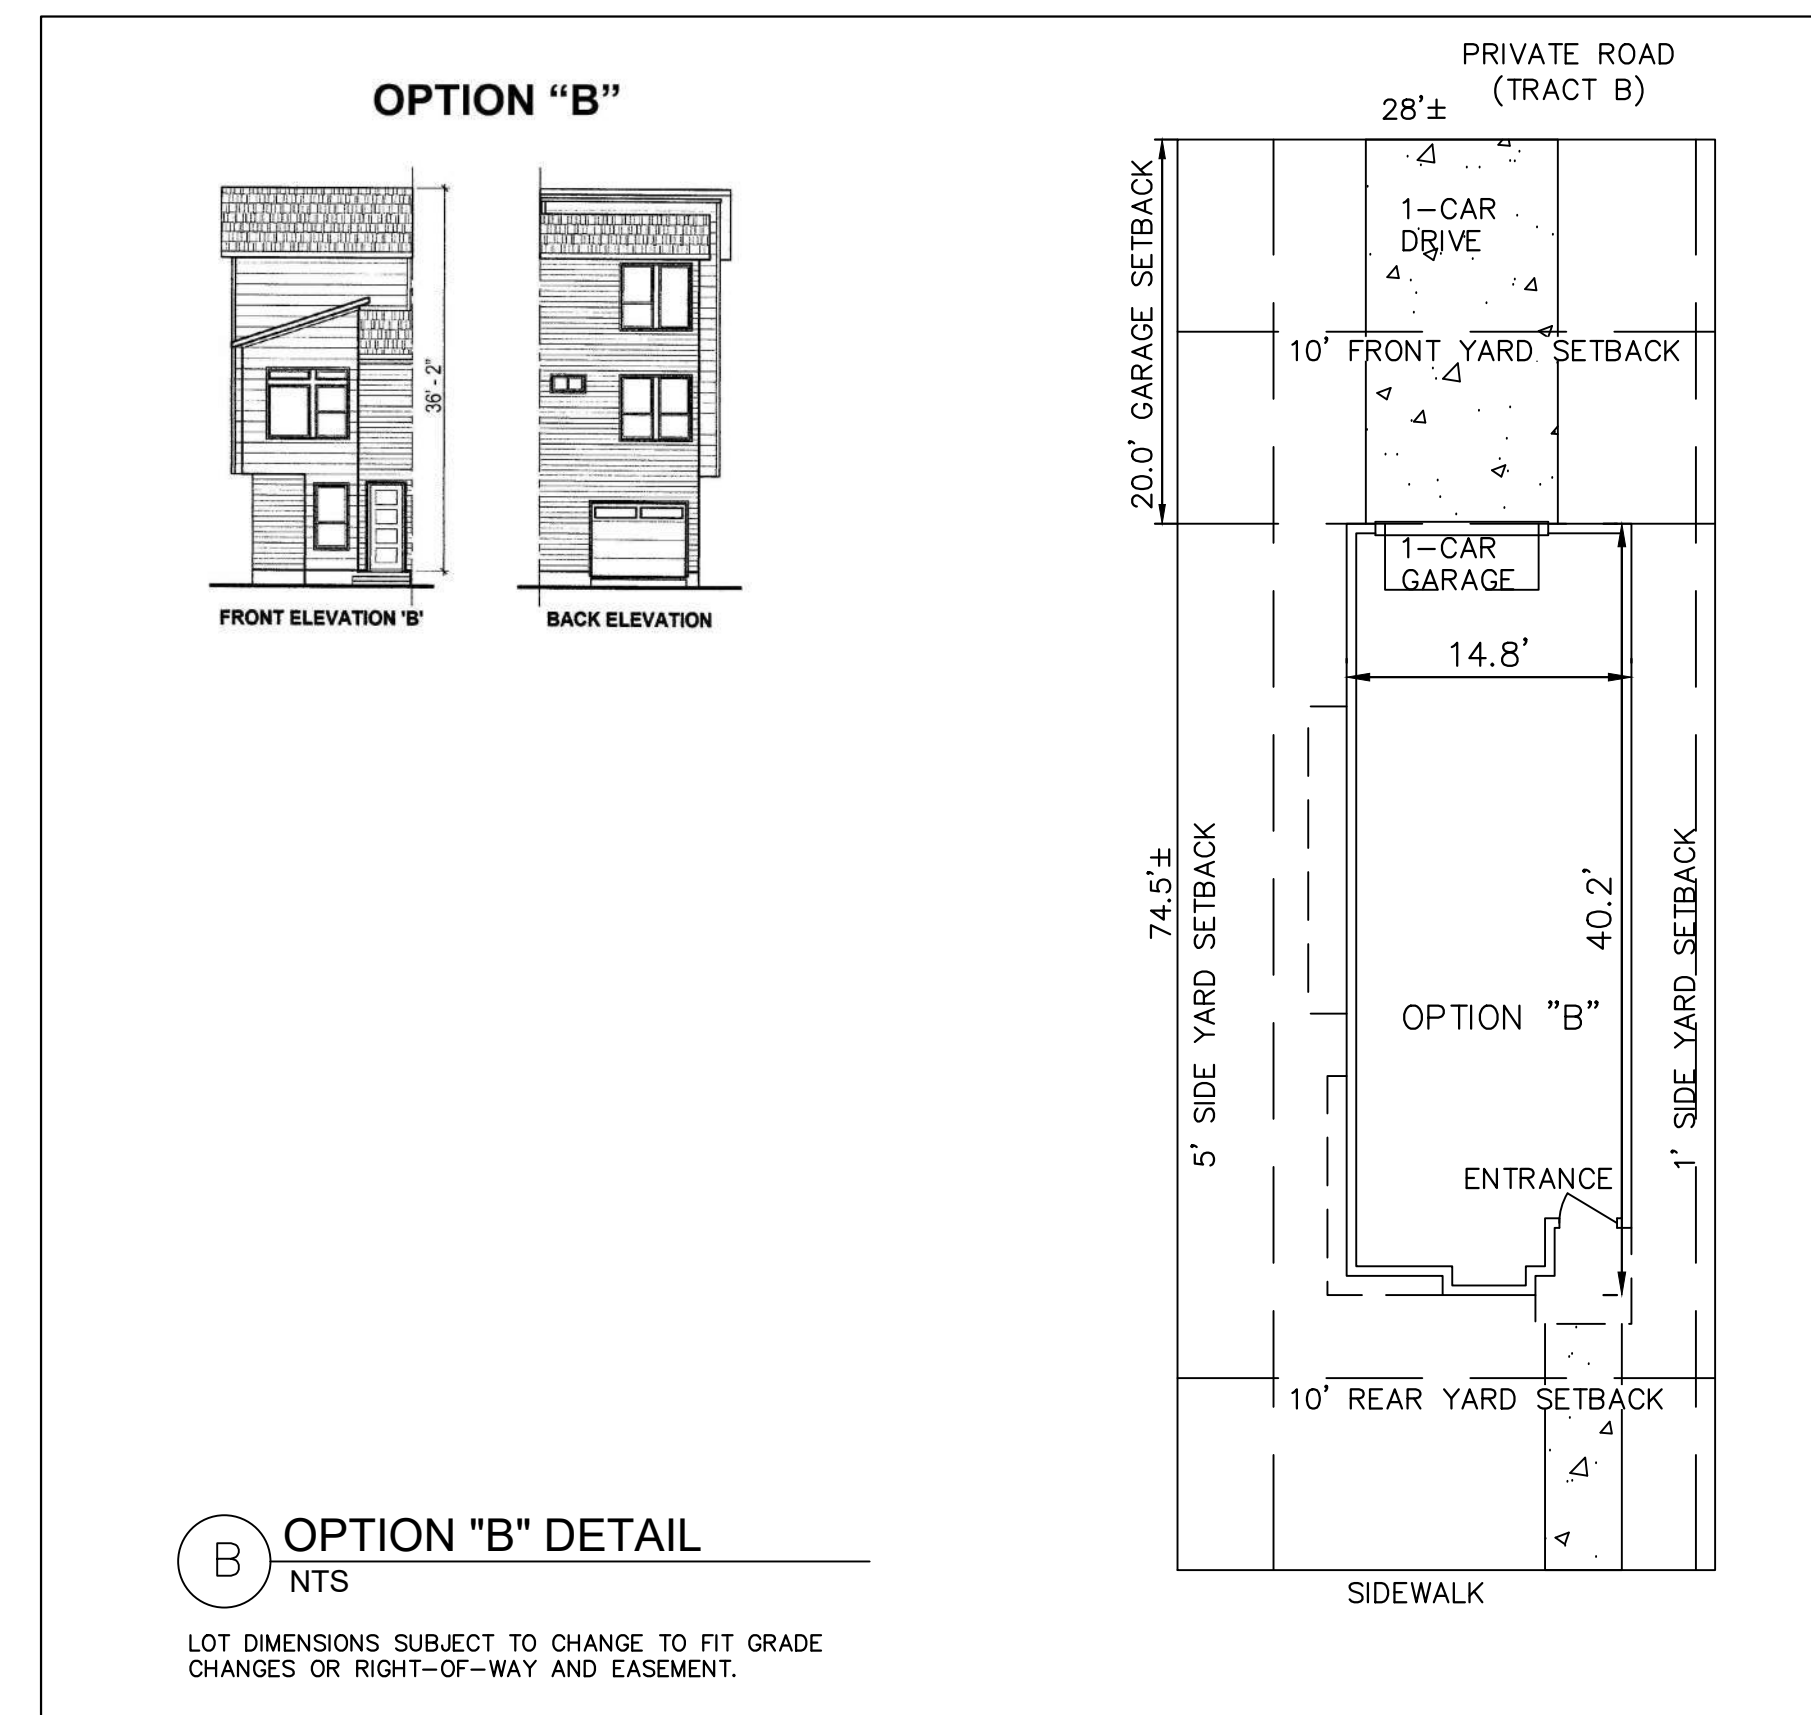 OPTION “B”
36' - 2"
FRONT ELEVATION 'B'
BACK ELEVATION
PRIVATE ROAD
(TRACT B)
28'±
20.0' GARAGE SETBACK
1-CAR
DRIVE
10' FRONT YARD SETBACK
1-CAR
GARAGE
14.8'
74.5'±
5' SIDE YARD SETBACK
40.2'
1' SIDE YARD SETBACK
OPTION "B"
ENTRANCE
10' REAR YARD SETBACK
SIDEWALK
B
OPTION "B" DETAIL
NTS
LOT DIMENSIONS SUBJECT TO CHANGE TO FIT GRADE
CHANGES OR RIGHT-OF-WAY AND EASEMENT.